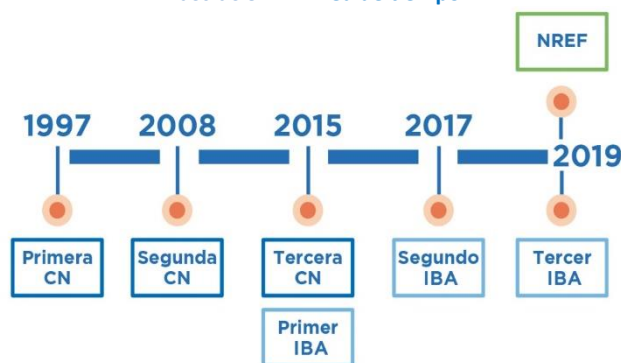 NREF
1997
2008
2015
2017
2019
Primera
CN
Segunda
CN
Tercera
CN
Segundo
IBA
Tercer
IBA
Primer
IBA